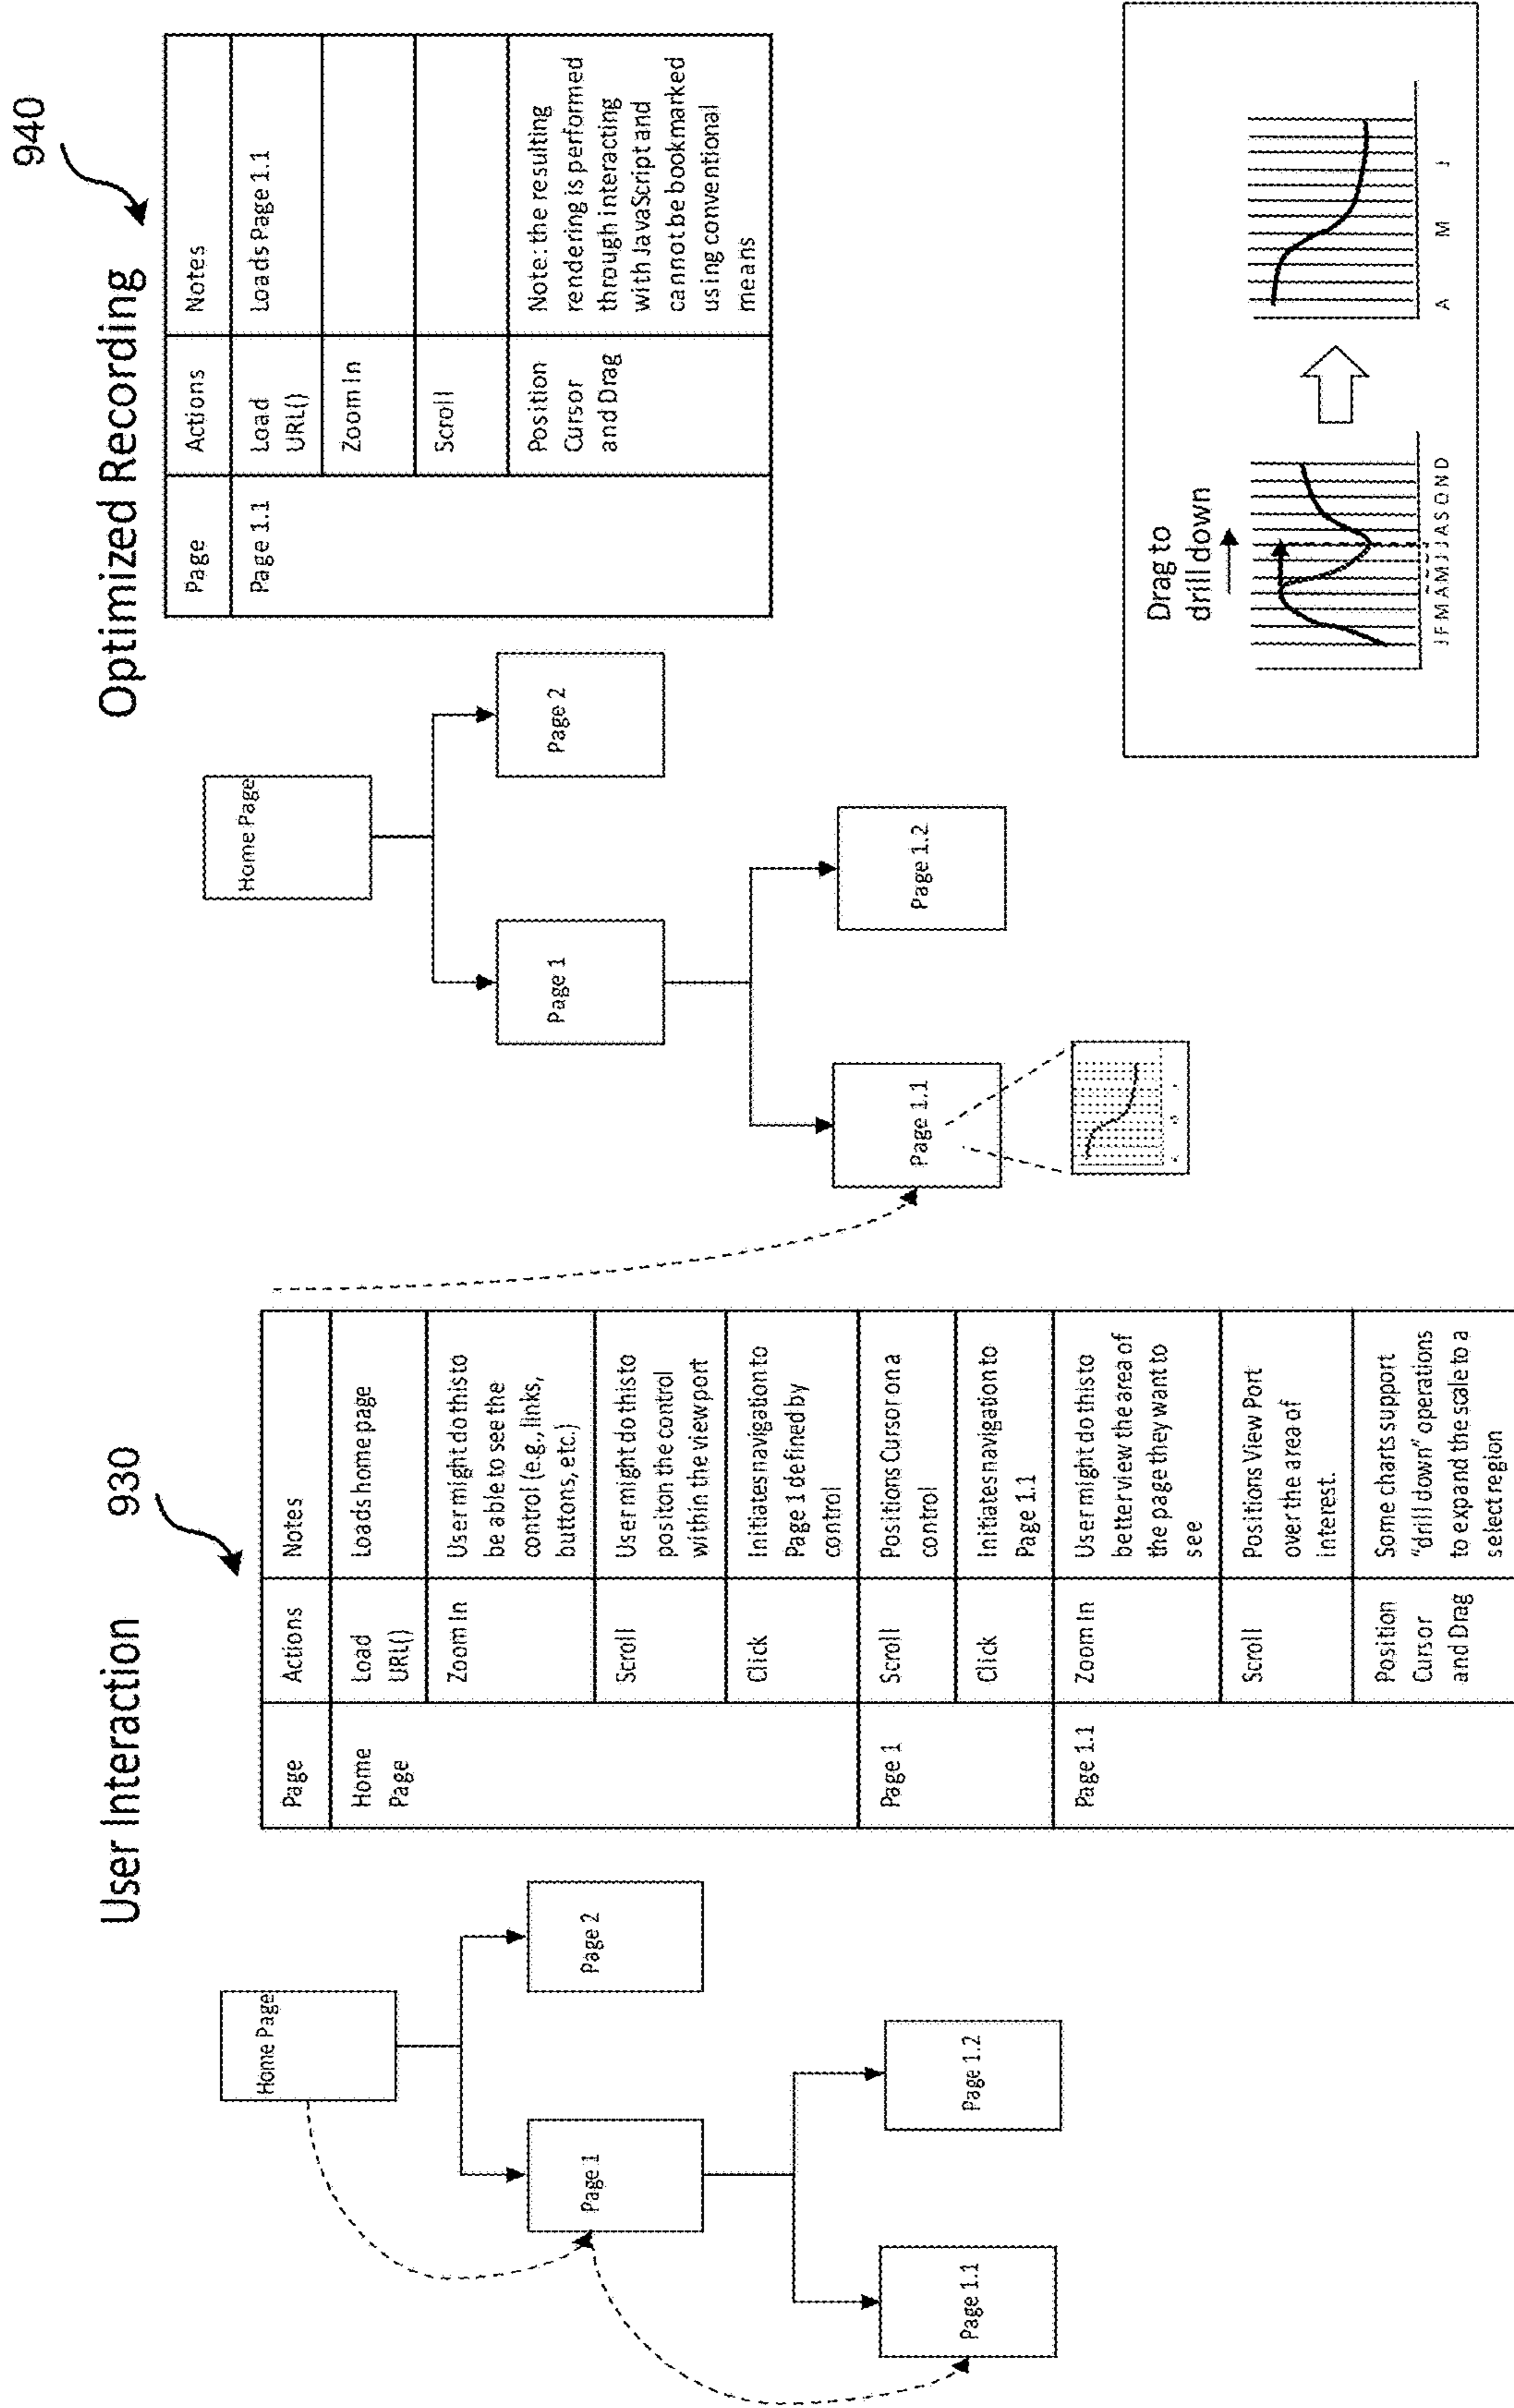 User Interaction
930
Home Page
Page 1
Page 2
Page 1.1
Page 1.2
Page
Actions
Notes
Home
Page
Load
URL()
Loads home page
Zoom In
User might do this to
be able to see the
control (e.g., links,
buttons, etc.)
Scroll
User might do this to
positon the control
within the view port
Click
Initiates navigation to
Page 1 defined by
control
Page 1
Scroll
Positions Cursor on a
control
Click
Initiates navigation to
Page 1.1
Page 1.1
Zoom In
User might do this to
better view the area of
the page they want to
see
Scroll
Positions View Port
over the area of
interest.
Position
Cursor
and Drag
Some charts support
"drill down" operations
to expand the scale to a
select region
Optimized Recording
940
Home Page
Page 1
Page 2
Page 1.1
Page 1.2
Page
Actions
Notes
Page 1.1
Load
URL()
Loads Page 1.1
Zoom In
Scroll
Position
Cursor
and Drag
Note: the resulting
rendering is performed
through interacting
with JavaScript and
cannot be bookmarked
using conventional
means
Drag to
drill down
J F M A M J J A S O N D
A M J